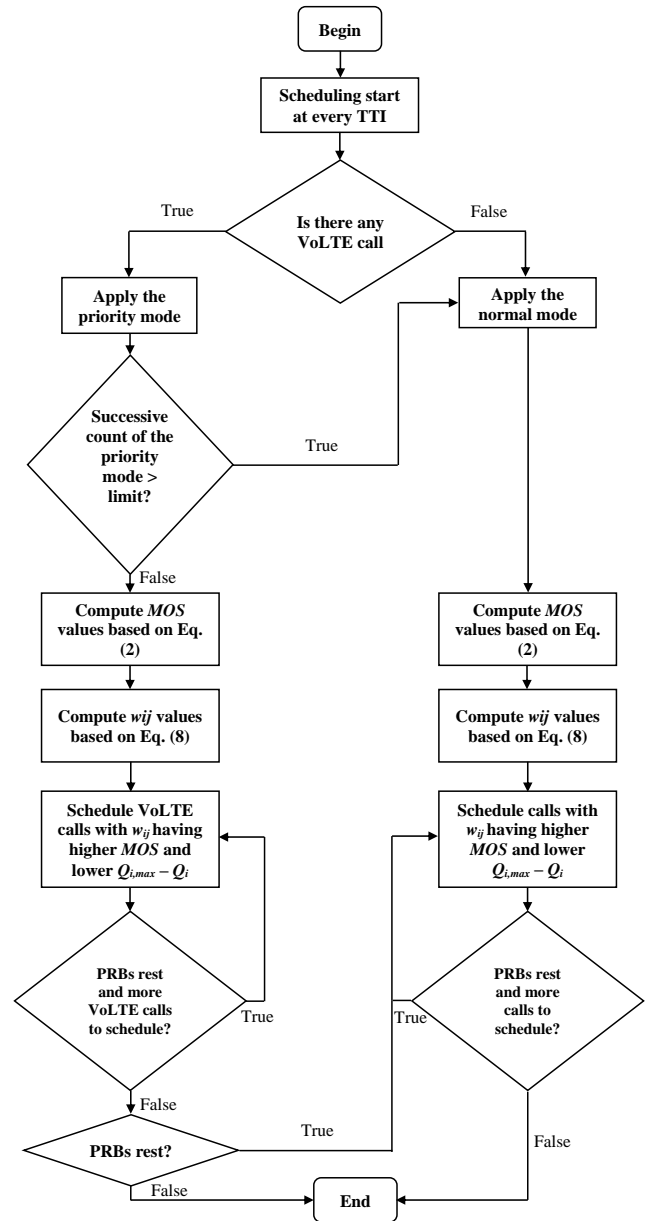 Begin
Scheduling start
at every TTI
Is there any
VoLTE call
True
False
Apply the
priority mode
Apply the
normal mode
Successive
count of the
priority
mode >
limit?
True
False
Compute MOS
values based on Eq.
(2)
Compute MOS
values based on Eq.
(2)
Compute wij values
based on Eq. (8)
Compute wij values
based on Eq. (8)
Schedule VoLTE
calls with wij having
higher MOS and
lower Qi,max – Qi
Schedule calls with
wij having higher
MOS and lower
Qi,max – Qi
PRBs rest
and more
VoLTE calls
to schedule?
True
PRBs rest
and more
calls to
schedule?
True
False
PRBs rest?
True
False
False
End